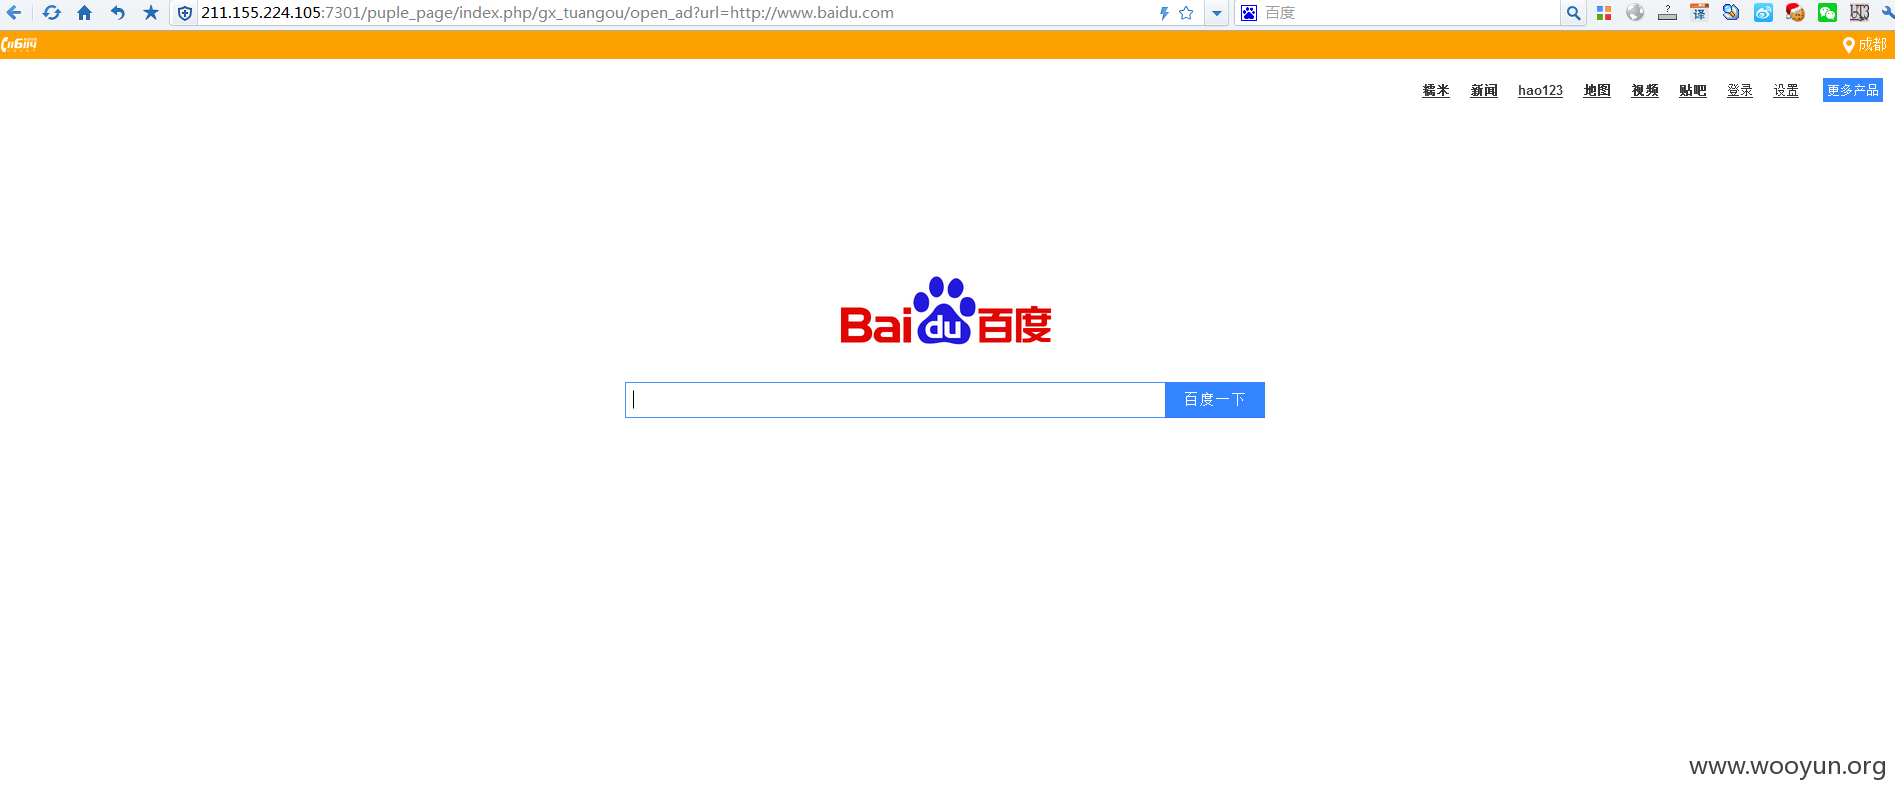 211.155.224.105:7301/puple_page/index.php/gx_tuangou/open_ad?url=http://www.baidu.com
百度
译
116114
成都
糯米 新闻 hao123 地图 视频 贴吧 登录 设置 更多产品
Bai du 百度
百度一下
www.wooyun.org